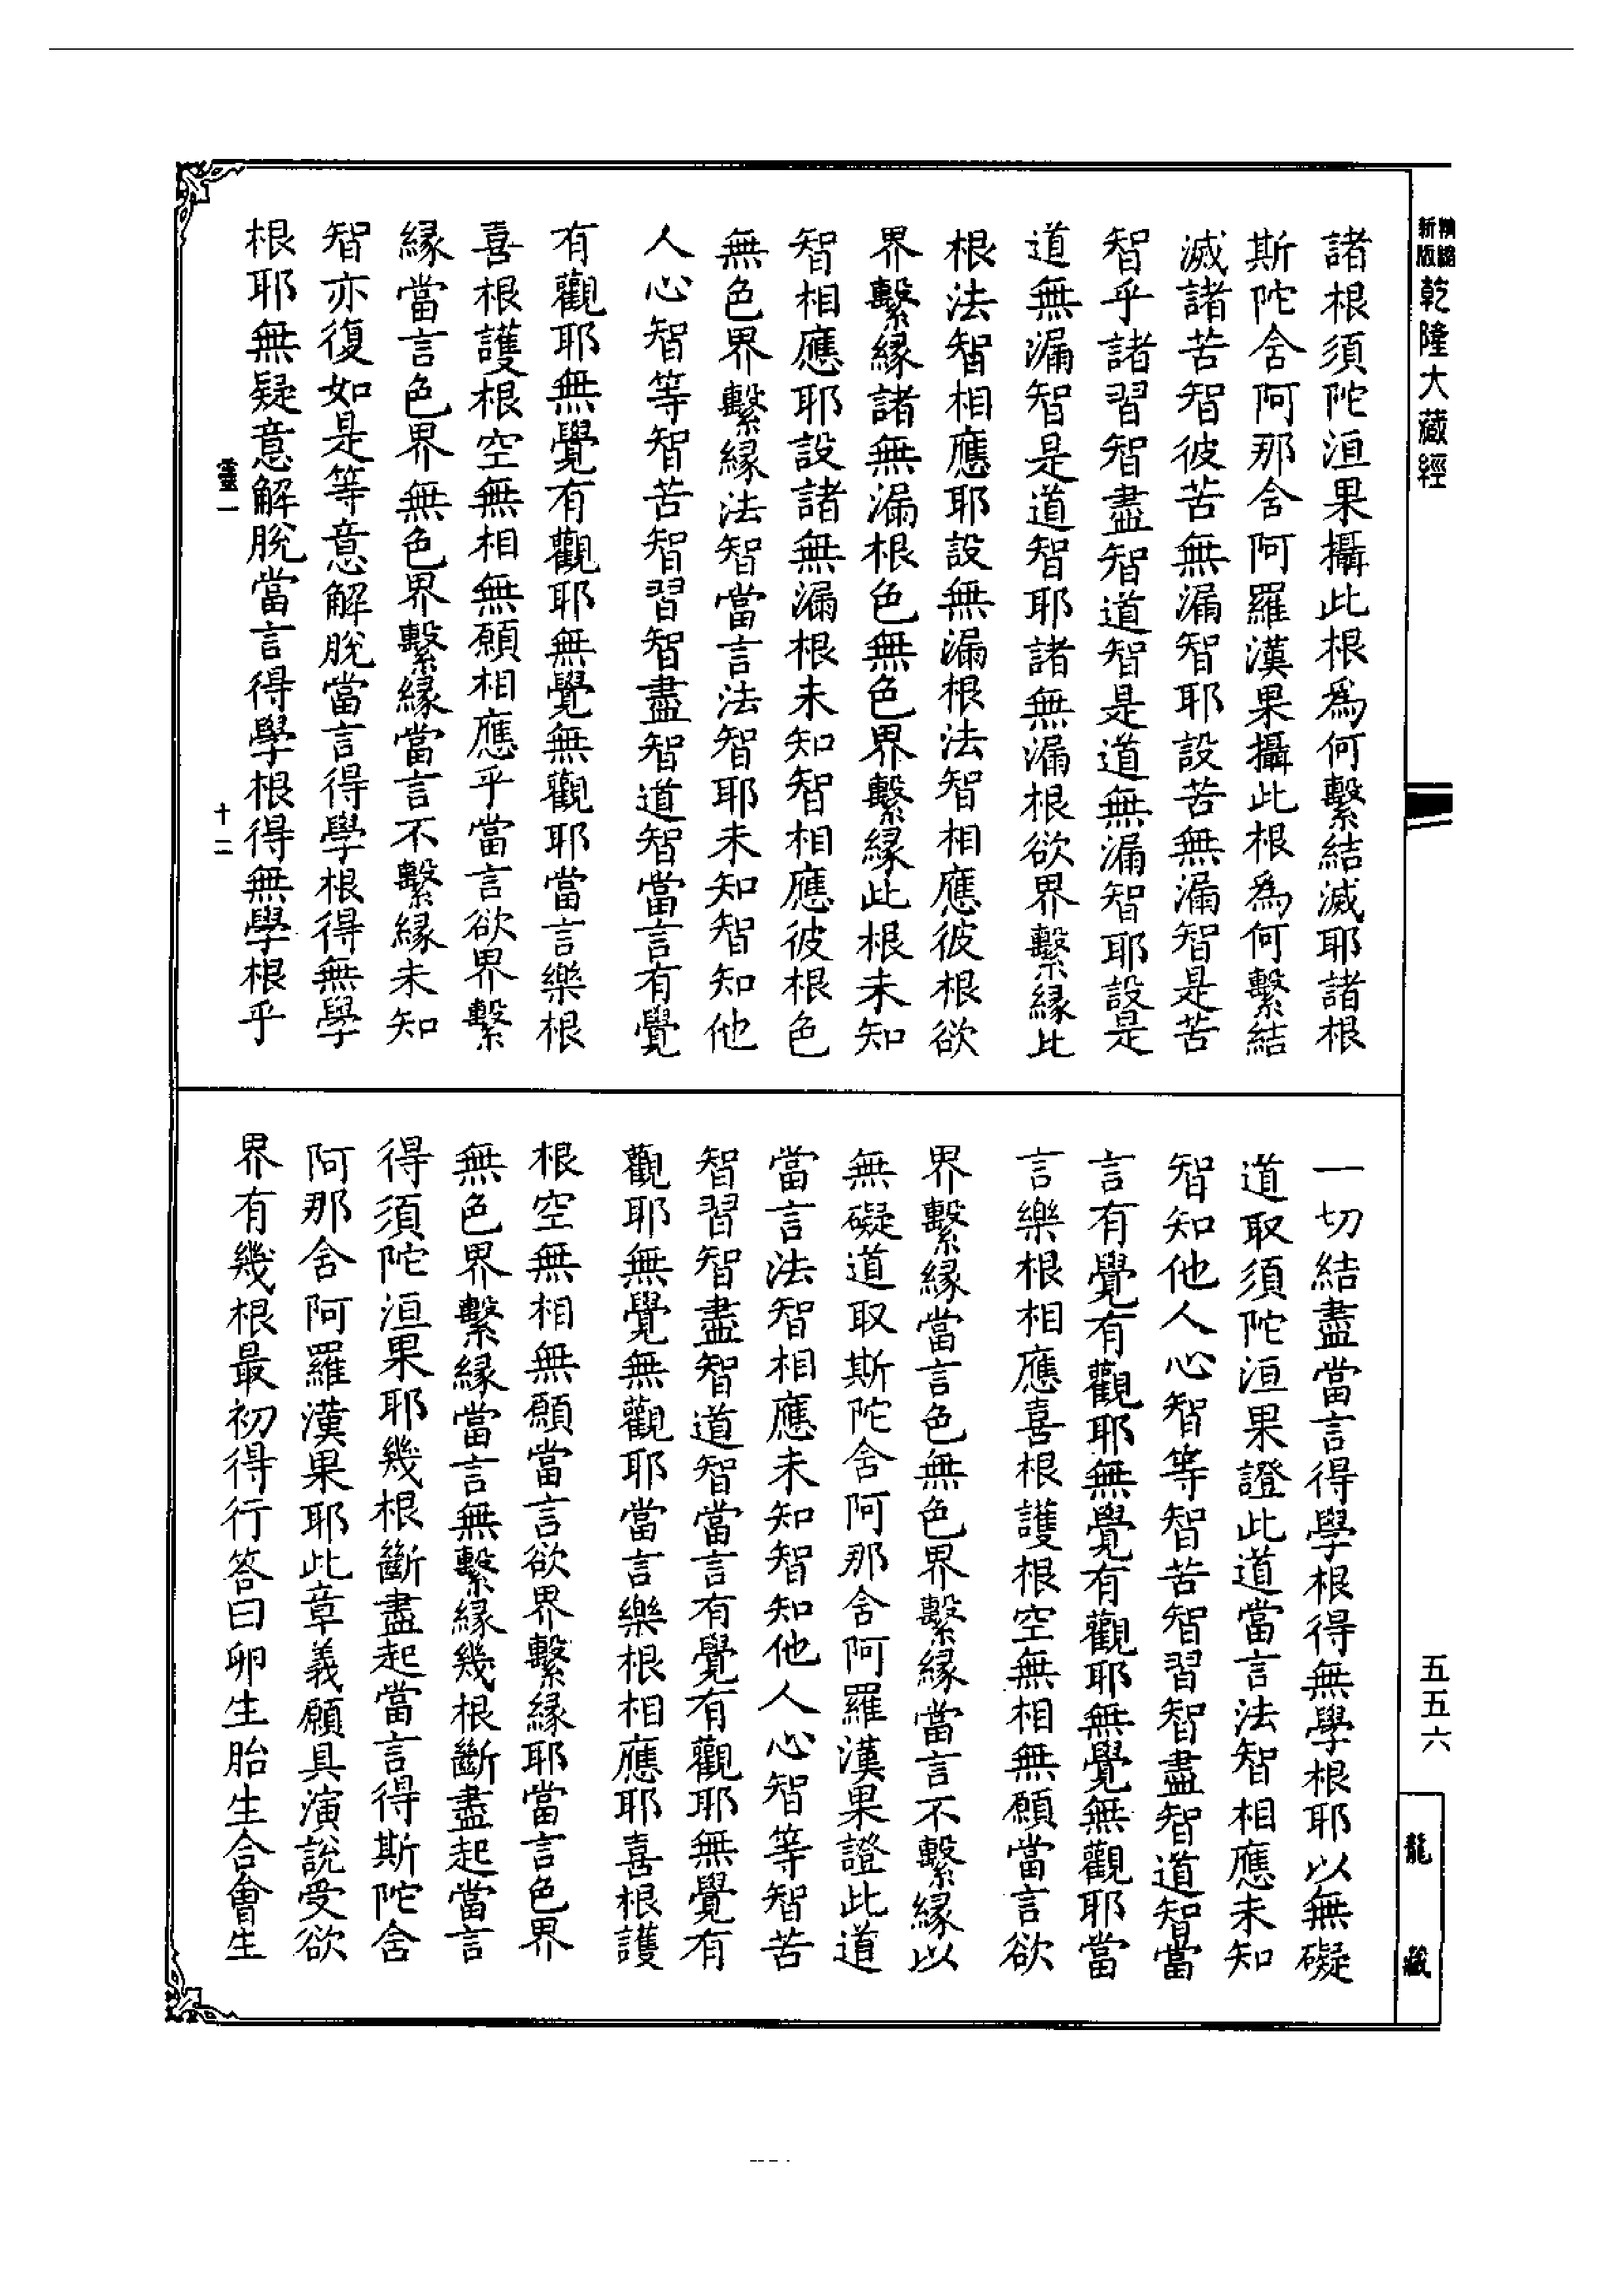 新版
精縮
乾隆大藏經
諸根須陀洹果攝此根為何繫結滅耶諸根
斯陀含阿那含阿羅漢果攝此根為何繫結
滅諸苦智彼苦無漏智耶設苦無漏智是苦
智乎諸習智盡智道智是道無漏智耶設是
道無漏智是道智耶諸無漏根欲界繫緣此
根法智相應耶設無漏根法智相應彼根欲
界繫緣諸無漏根色無色界繫緣此根未知
智相應耶設諸無漏根未知智相應彼根色
無色界繫緣法智當言法智耶未知智知他
人心智等智苦智習智盡智道智當言有覺
有觀耶無覺有觀耶無覺無觀耶當言樂根
喜根護根空無相無願相應乎當言欲界繫
緣當言色界無色界繫緣當言不繫緣未知
智亦復如是等意解脫當言得學根得無學
根耶無疑意解脫當言得學根得無學根乎
靈一
十二
一切結盡當言得學根得無學根耶以無礙
道取須陀洹果證此道當言法智相應未知
智知他人心智等智苦智習智盡智道智當
言有覺有觀耶無覺有觀耶無覺無觀耶當
言樂根相應喜根護根空無相無願當言欲
界繫緣當言色無色界繫緣當言不繫緣以
無礙道取斯陀含阿那含阿羅漢果證此道
當言法智相應未知智知他人心智等智苦
智習智盡智道智當言有覺有觀耶無覺有
觀耶無覺無觀耶當言樂根相應耶喜根護
根空無相無願當言欲界繫緣耶當言色界
無色界繫緣當言無繫緣幾根斷盡起當言
得須陀洹果耶幾根斷盡起當言得斯陀含
阿那含阿羅漢果耶此章義願具演說受欲
界有幾根最初得行答曰卵生胎生合會生
五五六
龍
藏